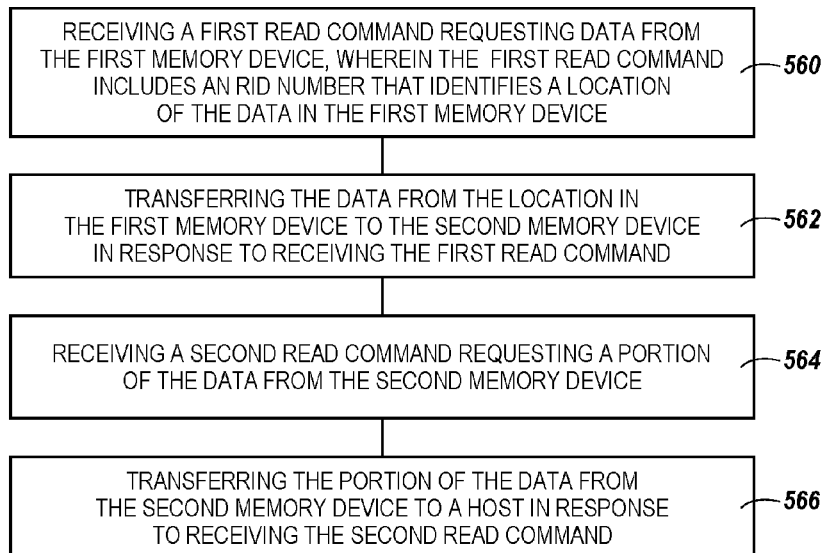 RECEIVING A FIRST READ COMMAND REQUESTING DATA FROM
THE FIRST MEMORY DEVICE, WHEREIN THE FIRST READ COMMAND
INCLUDES AN RID NUMBER THAT IDENTIFIES A LOCATION
OF THE DATA IN THE FIRST MEMORY DEVICE
560
TRANSFERRING THE DATA FROM THE LOCATION IN
THE FIRST MEMORY DEVICE TO THE SECOND MEMORY DEVICE
IN RESPONSE TO RECEIVING THE FIRST READ COMMAND
562
RECEIVING A SECOND READ COMMAND REQUESTING A PORTION
OF THE DATA FROM THE SECOND MEMORY DEVICE
564
TRANSFERRING THE PORTION OF THE DATA FROM
THE SECOND MEMORY DEVICE TO A HOST IN RESPONSE
TO RECEIVING THE SECOND READ COMMAND
566